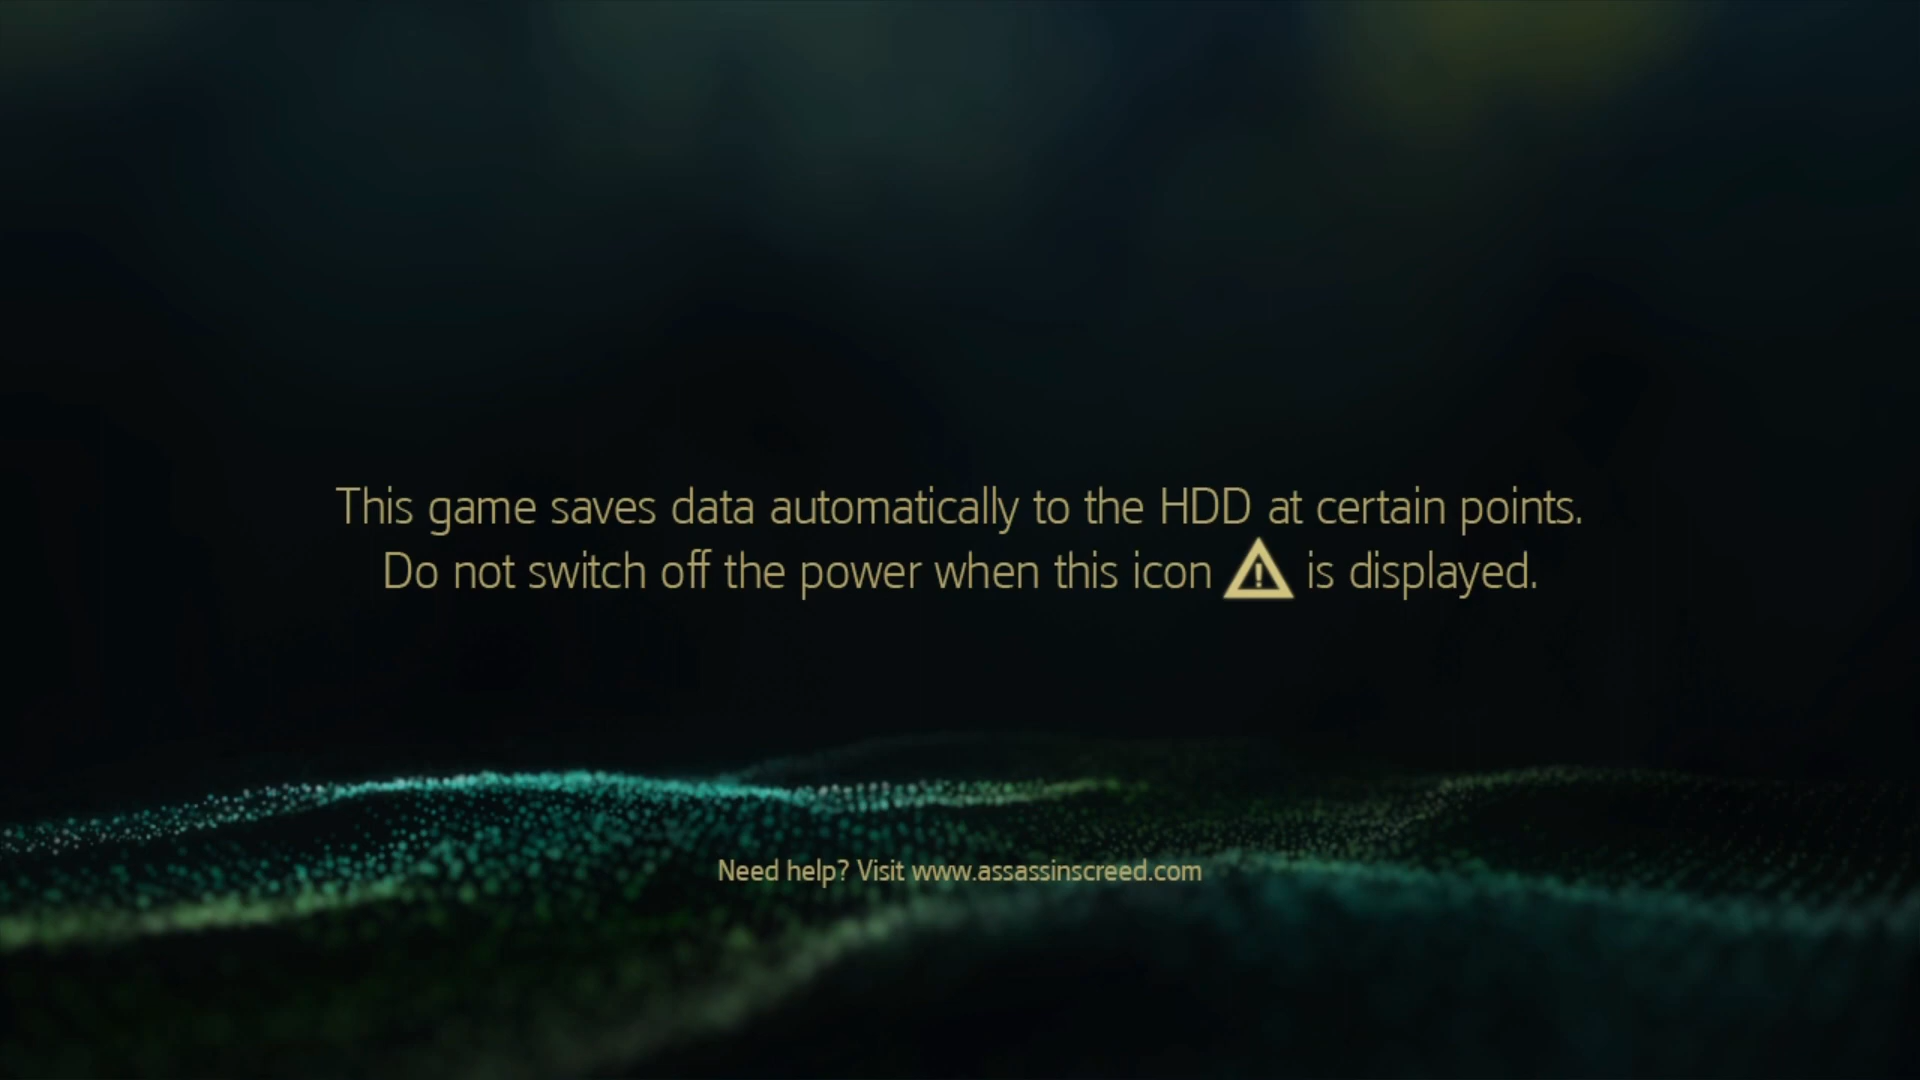 This game saves data automatically to the HDD at certain points.
Do not switch off the power when this icon ⚠ is displayed.
Need help? Visit www.assassinscreed.com